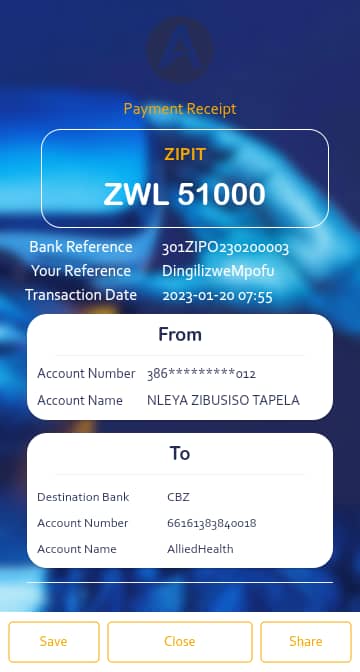 Payment Receipt
ZIPIT
ZWL 51000
Bank Reference 301ZIPO230200003
Your Reference DingilizweMpofu
Transaction Date 2023-01-20 07:55
From
Account Number 386*********012
Account Name NLEYA ZIBUSISO TAPELA
To
Destination Bank CBZ
Account Number 66161383840018
Account Name AlliedHealth
Save Close Share